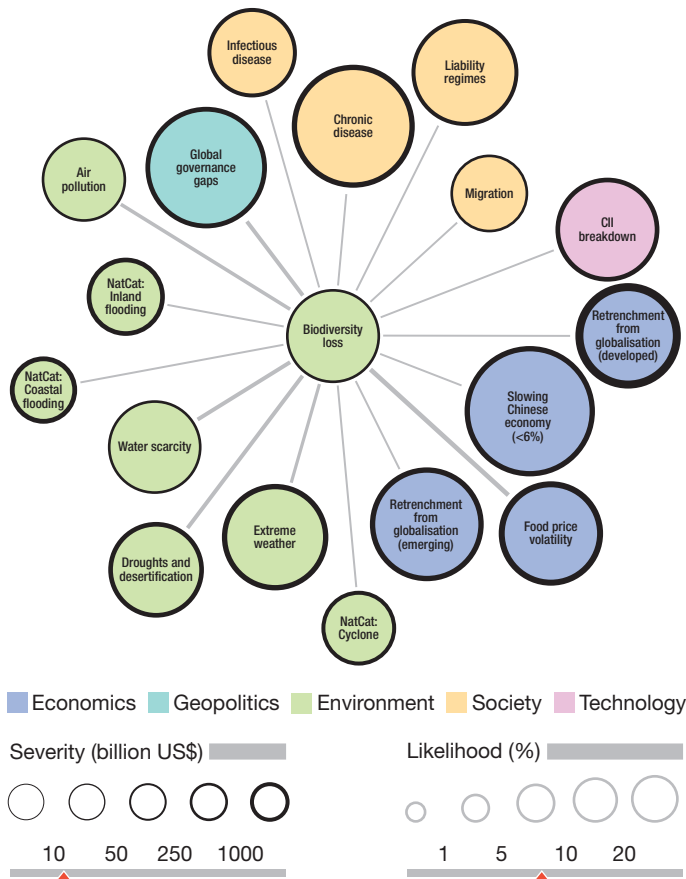 Infectious
disease
Liability
regimes
Chronic
disease
Global
governance
gaps
Air
pollution
Migration
CII
breakdown
NatCat:
Inland
flooding
Biodiversity
loss
Retrenchment
from
globalisation
(developed)
NatCat:
Coastal
flooding
Slowing
Chinese
economy
(<6%)
Water scarcity
Extreme
weather
Retrenchment
from
globalisation
(emerging)
Food price
volatility
Droughts and
desertification
NatCat:
Cyclone
Economics Geopolitics Environment Society Technology
Severity (billion US$)
10 50 250 1000
Likelihood (%)
1 5 10 20